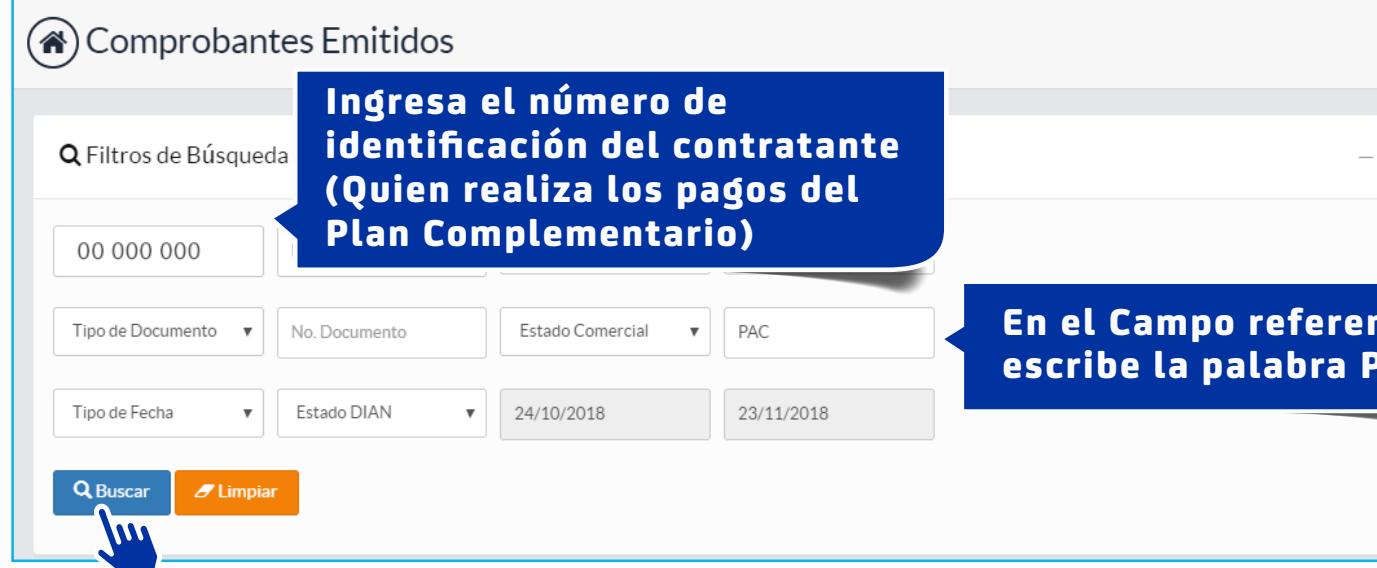 Comprobantes Emitidos
Ingresa el número de
identificación del contratante
(Quien realiza los pagos del
Plan Complementario)
Filtros de Búsqueda
00 000 000
Tipo de Documento
No. Documento
Estado Comercial
PAC
En el Campo
escribe la palabra
Tipo de Fecha
Estado DIAN
24/10/2018
23/11/2018
Buscar
Limpiar